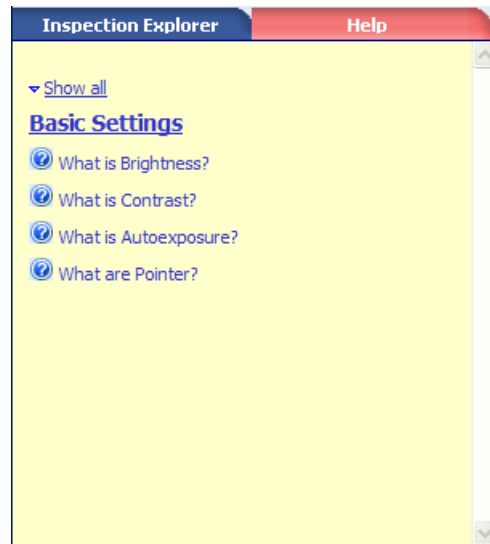 Inspection Explorer
Help
Show all
Basic Settings
What is Brightness?
What is Contrast?
What is Autoexposure?
What are Pointer?